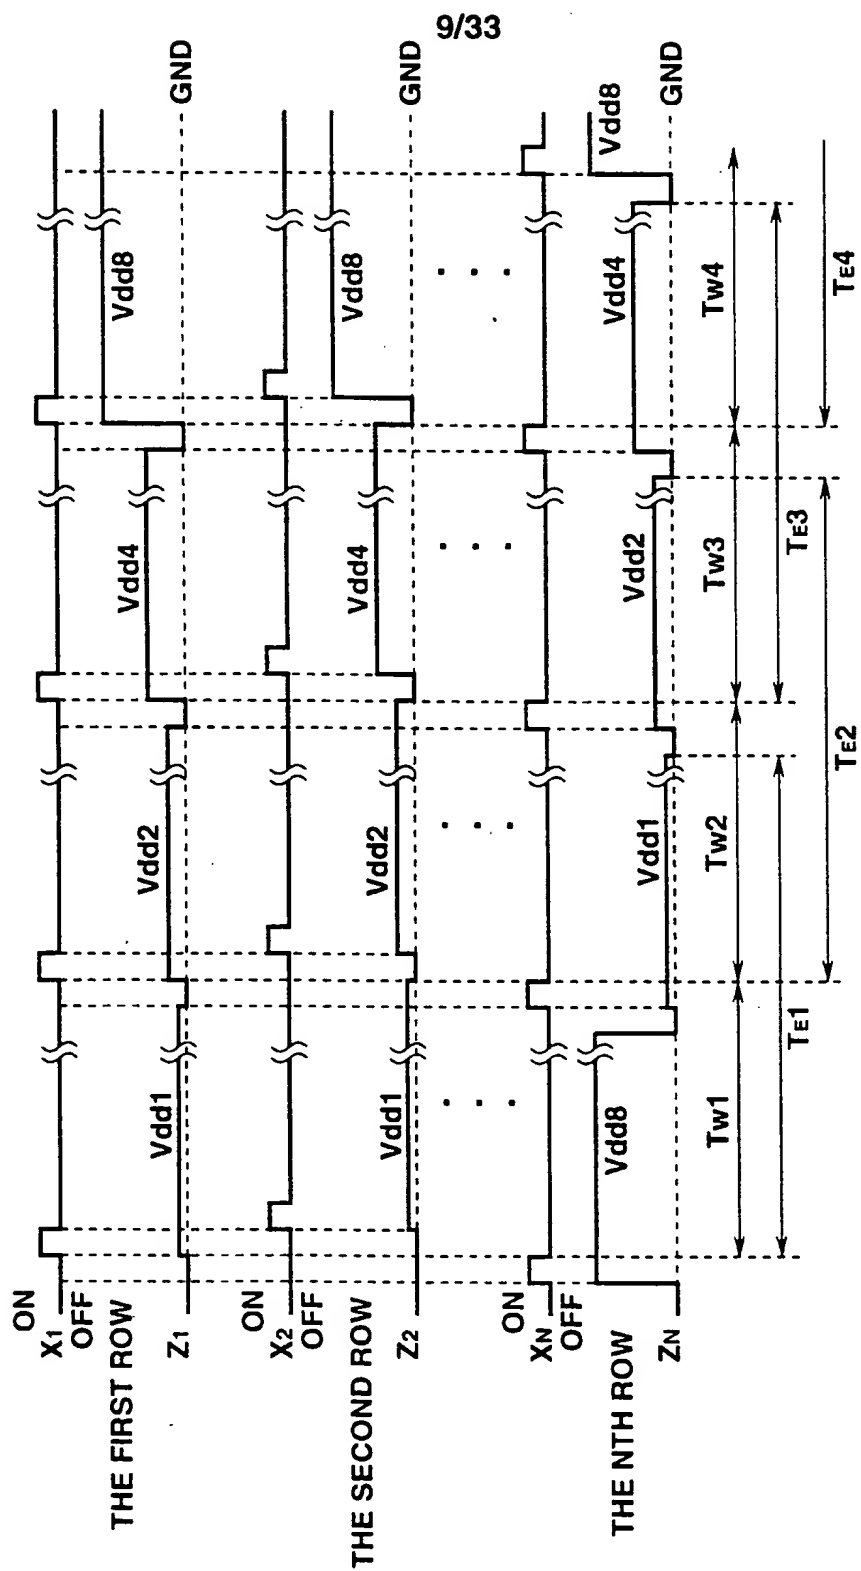 9/33
ON
X1
OFF
THE FIRST ROW
Z1
Vdd1
Vdd2
Vdd4
Vdd8
GND
ON
X2
OFF
THE SECOND ROW
Z2
Vdd1
Vdd2
Vdd4
Vdd8
GND
. . .
. . .
. . .
. . .
ON
XN
OFF
THE NTH ROW
ZN
Vdd8
Vdd1
Vdd2
Vdd4
Vdd8
GND
TW1
TW2
TW3
TW4
TE1
TE3
TE2
TE4